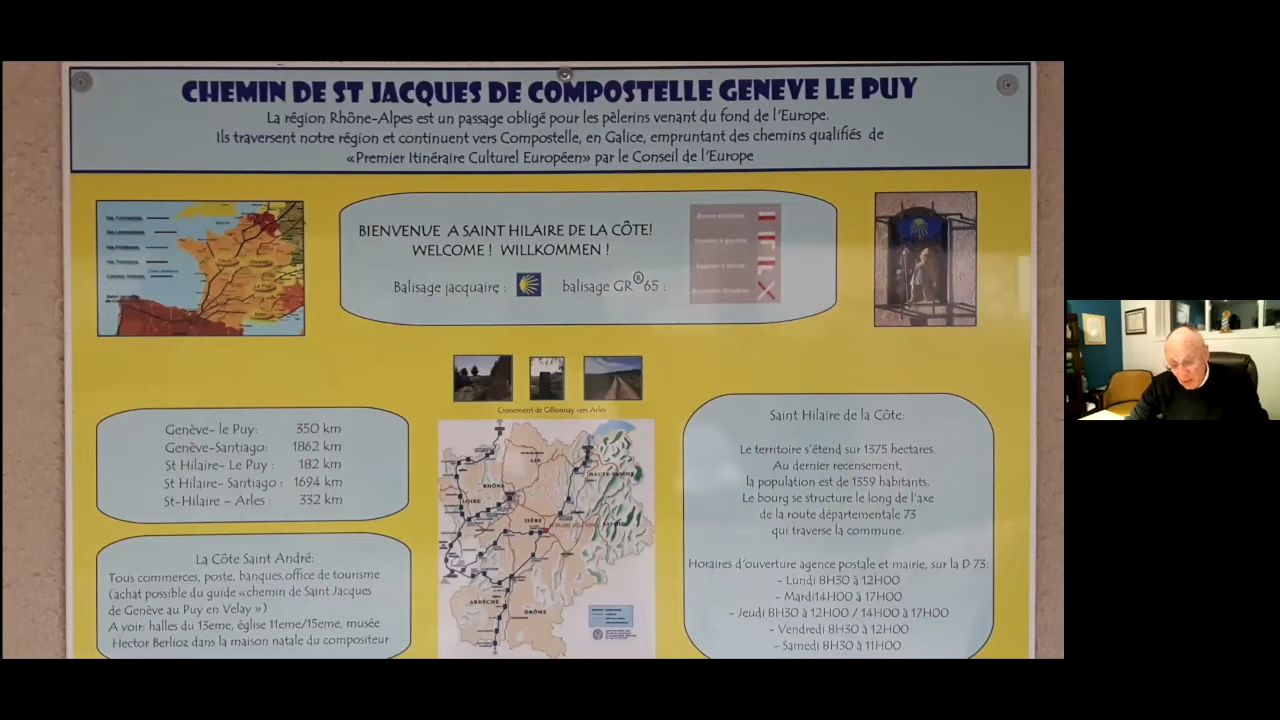 CHEMIN DE ST JACQUES DE COMPOSTELLE GENEVE LE PUY
La région Rhône-Alpes est un passage obligé pour les pèlerins venant du fond de l'Europe.
Ils traversent notre région et continuent vers Compostelle, en Galice, empruntant des chemins qualifiés de
«Premier Itinéraire Culturel Européen» par le Conseil de l'Europe
BIENVENUE A SAINT HILAIRE DE LA CÔTE!
WELCOME! WILLKOMMEN!
Balisage jacquaire : balisage GR®65 :
Croisement de Gillonnay vers Arles
Genève- le Puy: 350 km
Genève-Santiago: 1862 km
St Hilaire- Le Puy : 182 km
St Hilaire- Santiago : 1694 km
St-Hilaire – Arles : 332 km
La Côte Saint André:
Tous commerces, poste, banques,office de tourisme
(achat possible du guide «chemin de Saint Jacques
de Genève au Puy en Velay »)
A voir: halles du 13eme, église 11eme/15eme, musée
Hector Berlioz dans la maison natale du compositeur
AIN
HAUTE-SAVOIE
RHÔNE
LOIRE
ISÈRE
SAVOIE
ARDÈCHE
DRÔME
Saint Hilaire de la Côte:
Le territoire s'étend sur 1375 hectares.
Au dernier recensement,
la population est de 1359 habitants.
Le bourg se structure le long de l'axe
de la route départementale 73
qui traverse la commune.
Horaires d'ouverture agence postale et mairie, sur la D 73:
- Lundi 8H30 à 12H00
- Mardi14H00 à 17H00
- Jeudi 8H30 à 12H00 / 14H00 à 17H00
- Vendredi 8H30 à 12H00
- Samedi 8H30 à 11H00.